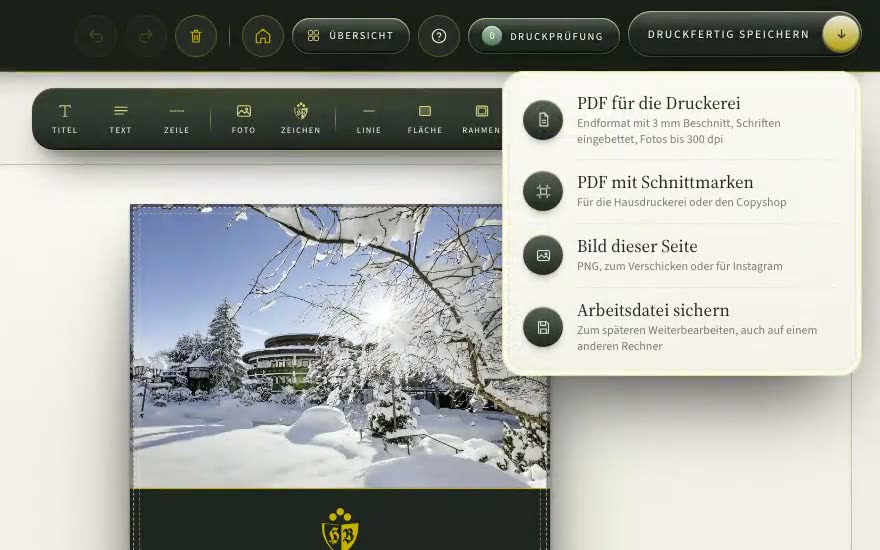 ÜBERSICHT
0 DRUCKPRÜFUNG
DRUCKFERTIG SPEICHERN
TITEL
TEXT
ZEILE
FOTO
ZEICHEN
LINIE
FLÄCHE
RAHMEN
PDF für die Druckerei
Endformat mit 3 mm Beschnitt, Schriften
eingebettet, Fotos bis 300 dpi
PDF mit Schnittmarken
Für die Hausdruckerei oder den Copyshop
Bild dieser Seite
PNG, zum Verschicken oder für Instagram
Arbeitsdatei sichern
Zum späteren Weiterbearbeiten, auch auf einem
anderen Rechner